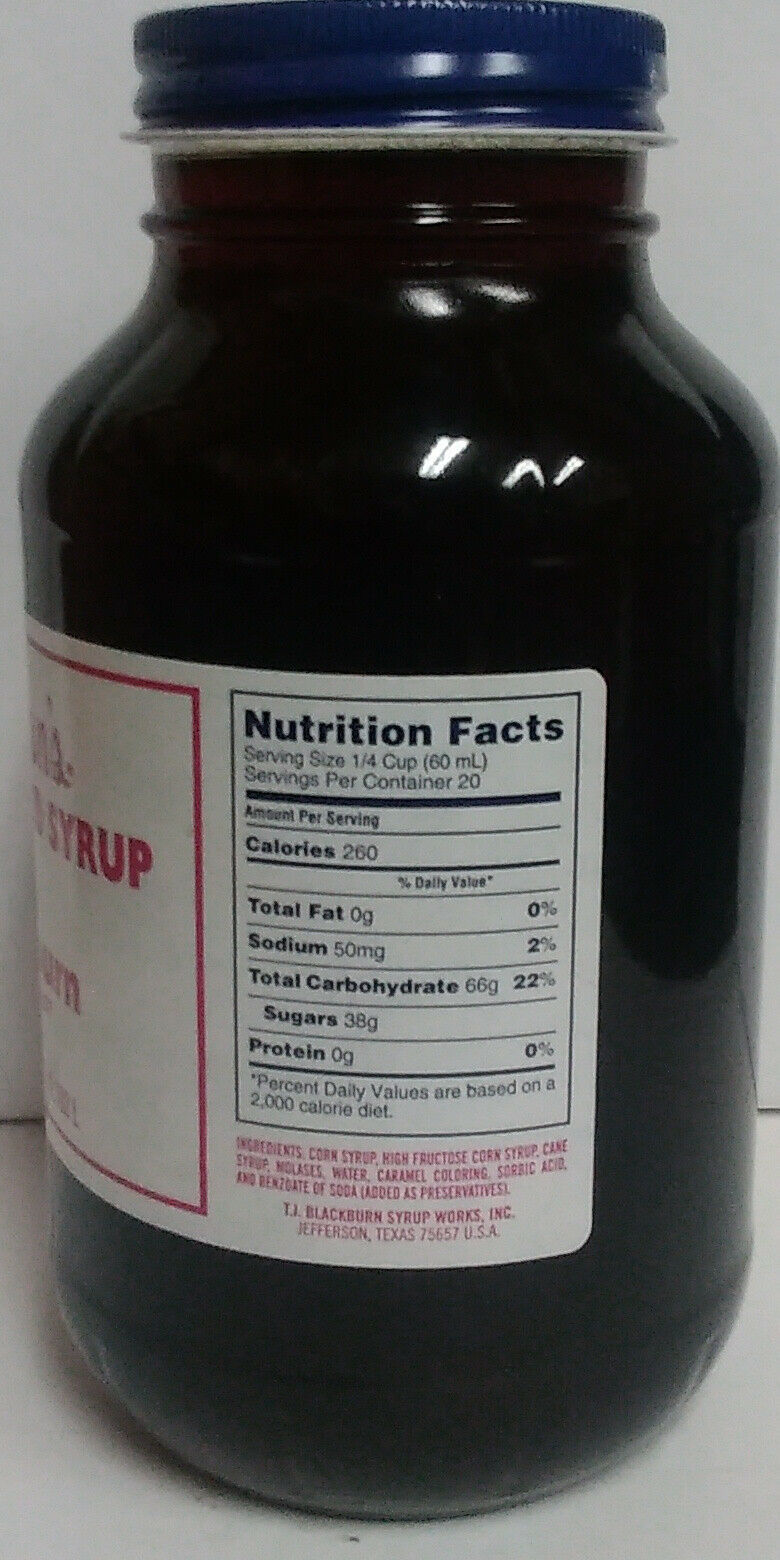 SYRUP
Nutrition Facts
Serving Size 1/4 Cup (60 mL)
Servings Per Container 20
Amount Per Serving
Calories 260
% Daily Value*
Total Fat 0g 0%
Sodium 50mg 2%
Total Carbohydrate 66g 22%
Sugars 38g
Protein 0g 0%
*Percent Daily Values are based on a
2,000 calorie diet.
INGREDIENTS, CORN SYRUP, HIGH FRUCTOSE CORN SYRUP, CANE
SYRUP, MOLASES, WATER, CARAMEL COLORING, SORBIC ACID,
AND BENZOATE OF SODA (ADDED AS PRESERVATIVES).
T.J. BLACKBURN SYRUP WORKS, INC.
JEFFERSON, TEXAS 75657 U.S.A.